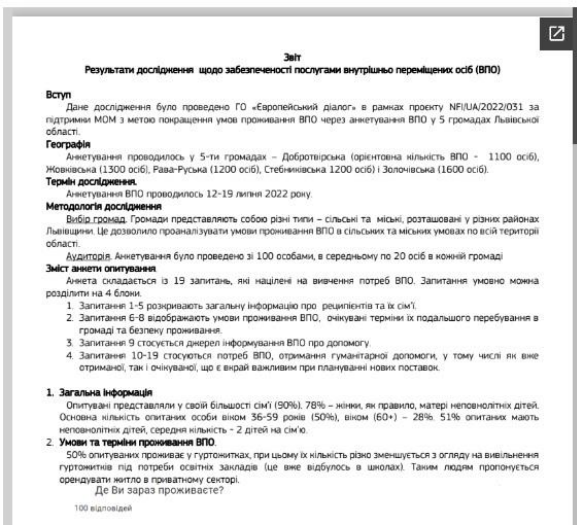 Звіт
Результати дослідження щодо забезпеченості послугами внутрішньо переміщених осіб (ВПО)
Вступ
Дане дослідження було проведено ГО «Європейський діалог» в рамках проєкту NFI/UA/2022/031 за
підтримки МОМ з метою покращення умов проживання ВПО через анкетування ВПО у 5 громадах Львівської
області.
Географія
Анкетування проводилось у 5-ти громадах – Добротвірська (орієнтовна кількість ВПО - 1100 осіб),
Жовківська (1300 осіб), Рава-Руська (1200 осіб), Стебниківська 1200 осіб) і Золочівська (1600 осіб).
Термін дослідження.
Анкетування ВПО проводилось 12-19 липня 2022 року.
Методологія дослідження
Вибір громад. Громади представляють собою різні типи – сільські та міські, розташовані у різних районах
Львівщини. Це дозволило проаналізувати умови проживання ВПО в сільських та міських умовах по всій території
області.
Аудиторія. Анкетування було проведено зі 100 особами, в середньому по 20 осіб в кожній громаді
Зміст анкети опитування
Анкета складається із 19 запитань, які націлені на вивчення потреб ВПО. Запитання умовно можна
розділити на 4 блоки.
1. Запитання 1-5 розкривають загальну інформацію про реципієнтів та їх сім'ї.
2. Запитання 6-8 відображають умови проживання ВПО, очікувані терміни їх подальшого перебування в
громаді та безпеку проживання.
3. Запитання 9 стосується джерел інформування ВПО про допомогу.
4. Запитання 10-19 стосуються потреб ВПО, отримання гуманітарної допомоги, у тому числі як вже
отриманої, так і очікуваної, що є вкрай важливим при плануванні нових поставок.
1. Загальна інформація
Опитувані представляли у своїй більшості сім'ї (90%). 78% – жінки, як правило, матері неповнолітніх дітей.
Основна кількість опитаних особи віком 36-59 років (50%), віком (60+) – 28%. 51% опитаних мають
неповнолітніх дітей, середня кількість - 2 дітей на сім'ю.
2. Умови та терміни проживання ВПО.
50% опитуваних проживає у гуртожитках, при цьому їх кількість різко зменшується з огляду на вивільнення
гуртожитків під потреби освітніх закладів (це вже відбулось в школах). Таким людям пропонується
орендувати житло в приватному секторі.
Де Ви зараз проживаєте?
100 відповідей